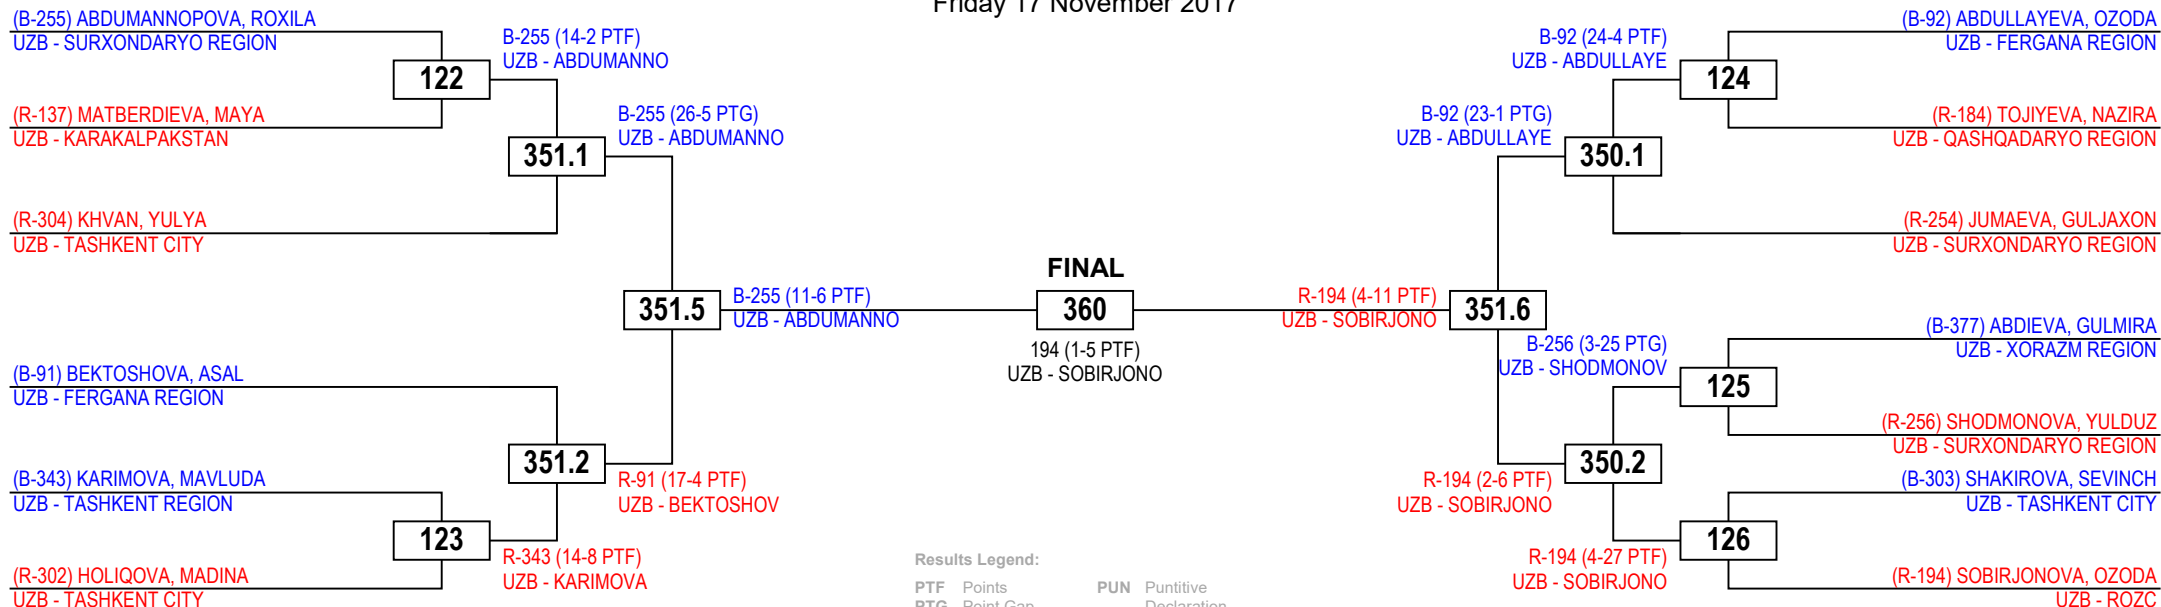 Friday 17 November 2017
(B-255) ABDUMANNOPOVA, ROXILA
UZB - SURXONDARYO REGION
B-255 (14-2 PTF)
UZB - ABDUMANNO
122
(R-137) MATBERDIEVA, MAYA
UZB - KARAKALPAKSTAN
B-255 (26-5 PTG)
UZB - ABDUMANNO
351.1
(R-304) KHVAN, YULYA
UZB - TASHKENT CITY
351.5
B-255 (11-6 PTF)
UZB - ABDUMANNO
(B-91) BEKTOSHOVA, ASAL
UZB - FERGANA REGION
351.2
R-91 (17-4 PTF)
UZB - BEKTOSHOV
(B-343) KARIMOVA, MAVLUDA
UZB - TASHKENT REGION
123
R-343 (14-8 PTF)
UZB - KARIMOVA
(R-302) HOLIQOVA, MADINA
UZB - TASHKENT CITY
FINAL
360
194 (1-5 PTF)
UZB - SOBIRJONO
(B-92) ABDULLAYEVA, OZODA
UZB - FERGANA REGION
B-92 (24-4 PTF)
UZB - ABDULLAYE
124
(R-184) TOJIYEVA, NAZIRA
UZB - QASHQADARYO REGION
B-92 (23-1 PTG)
UZB - ABDULLAYE
350.1
(R-254) JUMAEVA, GULJAXON
UZB - SURXONDARYO REGION
R-194 (4-11 PTF)
UZB - SOBIRJONO
351.6
(B-377) ABDIEVA, GULMIRA
UZB - XORAZM REGION
B-256 (3-25 PTG)
UZB - SHODMONOV
125
(R-256) SHODMONOVA, YULDUZ
UZB - SURXONDARYO REGION
350.2
R-194 (2-6 PTF)
UZB - SOBIRJONO
(B-303) SHAKIROVA, SEVINCH
UZB - TASHKENT CITY
126
R-194 (4-27 PTF)
UZB - SOBIRJONO
(R-194) SOBIRJONOVA, OZODA
UZB - ROZC
Results Legend:
PTF Points PUN Puntitive
PTG Point Gap Declaration